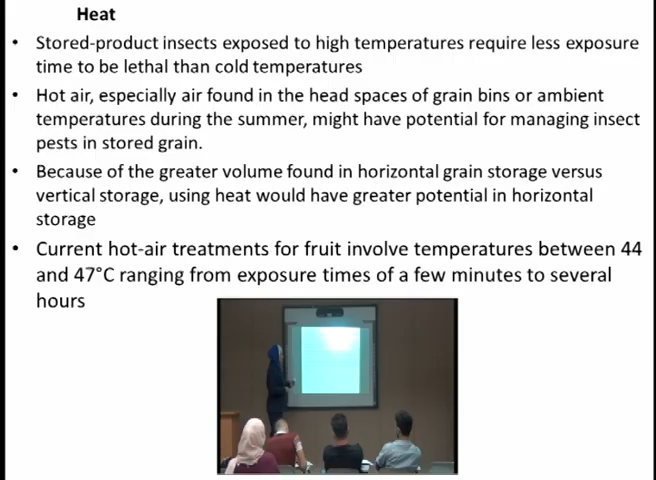 Heat
• Stored-product insects exposed to high temperatures require less exposure
time to be lethal than cold temperatures
• Hot air, especially air found in the head spaces of grain bins or ambient
temperatures during the summer, might have potential for managing insect
pests in stored grain.
• Because of the greater volume found in horizontal grain storage versus
vertical storage, using heat would have greater potential in horizontal
storage
• Current hot-air treatments for fruit involve temperatures between 44
and 47°C ranging from exposure times of a few minutes to several
hours